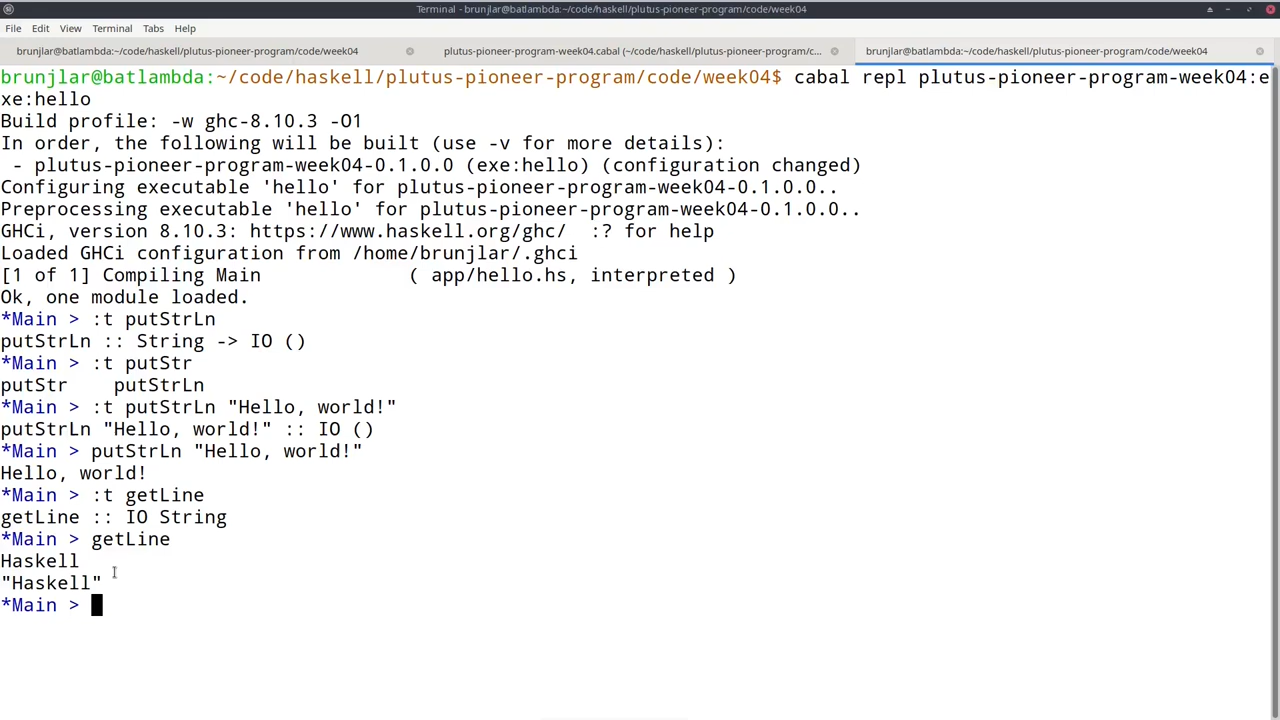 Terminal - brunjlar@batlambda:~/code/haskell/plutus-pioneer-program/code/week04
File Edit View Terminal Tabs Help
brunjlar@batlambda:~/code/haskell/plutus-pioneer-program/code/week04 plutus-pioneer-program-week04.cabal (~/code/haskell/plutus-pioneer-program/c... brunjlar@batlambda:~/code/haskell/plutus-pioneer-program/code/week04
brunjlar@batlambda:~/code/haskell/plutus-pioneer-program/code/week04$ cabal repl plutus-pioneer-program-week04:e
xe:hello
Build profile: -w ghc-8.10.3 -O1
In order, the following will be built (use -v for more details):
 - plutus-pioneer-program-week04-0.1.0.0 (exe:hello) (configuration changed)
Configuring executable 'hello' for plutus-pioneer-program-week04-0.1.0.0..
Preprocessing executable 'hello' for plutus-pioneer-program-week04-0.1.0.0..
GHCi, version 8.10.3: https://www.haskell.org/ghc/  :? for help
Loaded GHCi configuration from /home/brunjlar/.ghci
[1 of 1] Compiling Main             ( app/hello.hs, interpreted )
Ok, one module loaded.
*Main > :t putStrLn
putStrLn :: String -> IO ()
*Main > :t putStr
putStr    putStrLn
*Main > :t putStrLn "Hello, world!"
putStrLn "Hello, world!" :: IO ()
*Main > putStrLn "Hello, world!"
Hello, world!
*Main > :t getLine
getLine :: IO String
*Main > getLine
Haskell
"Haskell"
*Main >